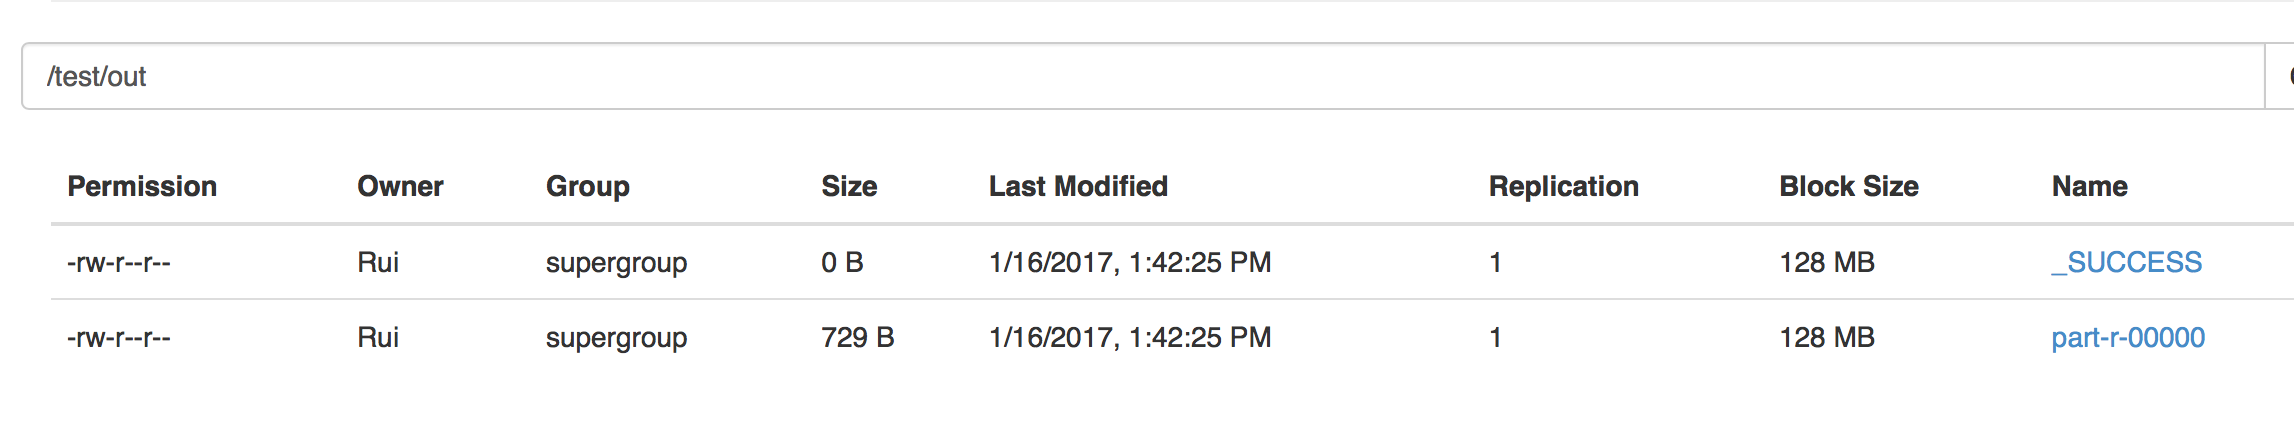 /test/out
Permission Owner Group Size Last Modified Replication Block Size Name
-rw-r--r-- Rui supergroup 0 B 1/16/2017, 1:42:25 PM 1 128 MB _SUCCESS
-rw-r--r-- Rui supergroup 729 B 1/16/2017, 1:42:25 PM 1 128 MB part-r-00000